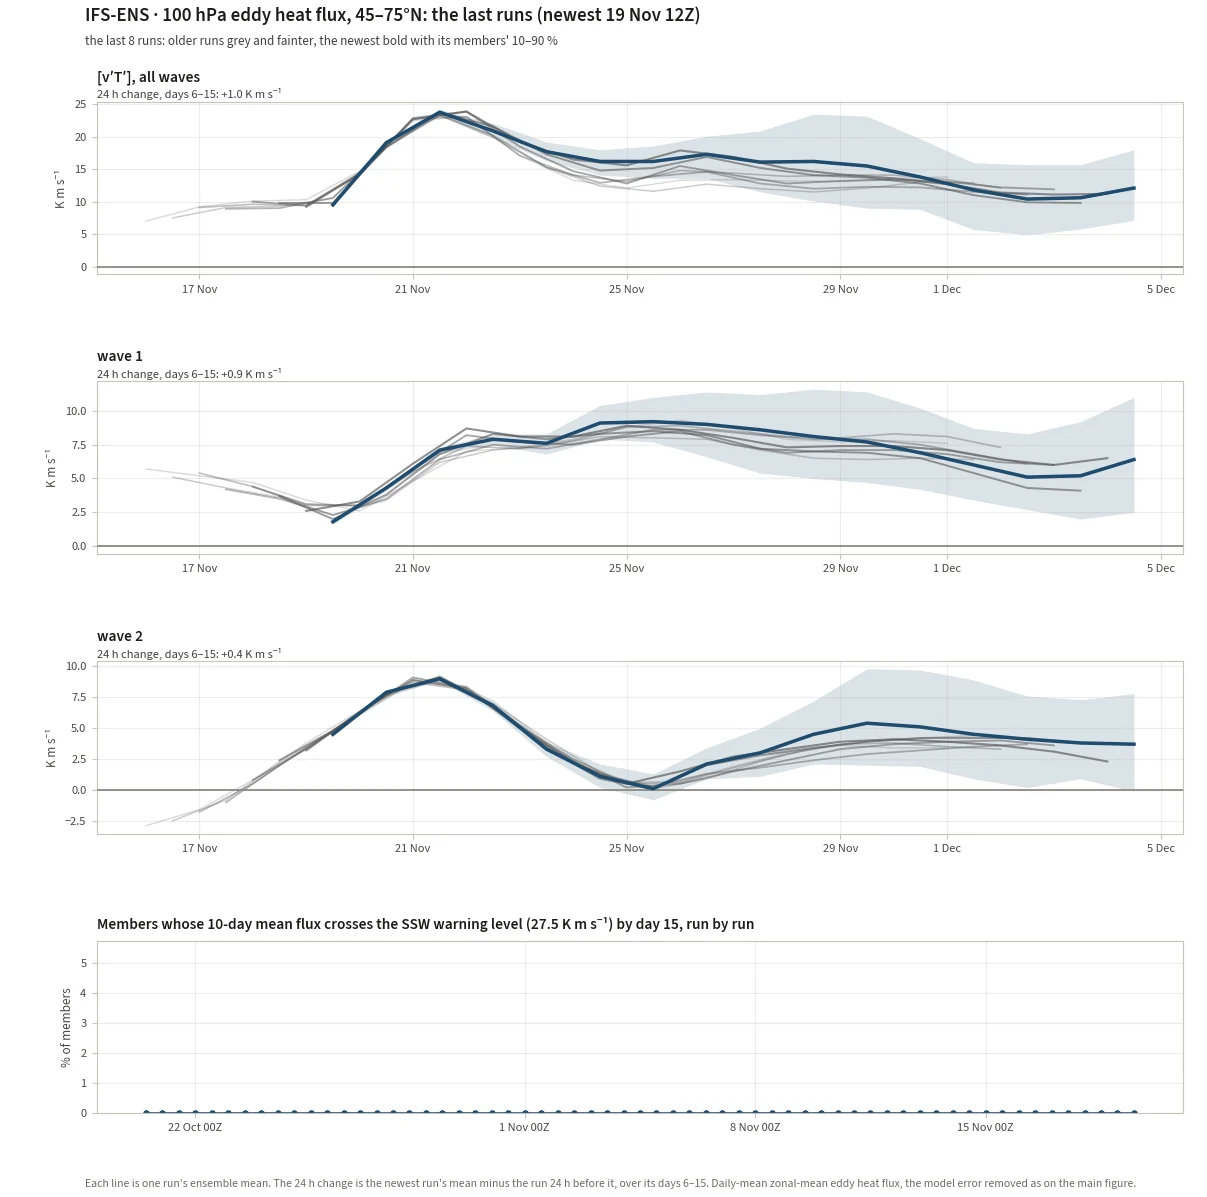 IFS-ENS · 100 hPa eddy heat flux, 45–75°N: the last runs (newest 19 Nov 12Z)
the last 8 runs: older runs grey and fainter, the newest bold with its members' 10–90 %
[v′T′], all waves
24 h change, days 6–15: +1.0 K m s⁻¹
25
20
15
10
5
0
K m s⁻¹
17 Nov
21 Nov
25 Nov
29 Nov
1 Dec
5 Dec
wave 1
24 h change, days 6–15: +0.9 K m s⁻¹
10.0
7.5
5.0
2.5
0.0
K m s⁻¹
17 Nov
21 Nov
25 Nov
29 Nov
1 Dec
5 Dec
wave 2
24 h change, days 6–15: +0.4 K m s⁻¹
10.0
7.5
5.0
2.5
0.0
−2.5
K m s⁻¹
17 Nov
21 Nov
25 Nov
29 Nov
1 Dec
5 Dec
Members whose 10-day mean flux crosses the SSW warning level (27.5 K m s⁻¹) by day 15, run by run
5
4
3
2
1
0
% of members
22 Oct 00Z
1 Nov 00Z
8 Nov 00Z
15 Nov 00Z
Each line is one run's ensemble mean. The 24 h change is the newest run's mean minus the run 24 h before it, over its days 6–15. Daily-mean zonal-mean eddy heat flux, the model error removed as on the main figure.